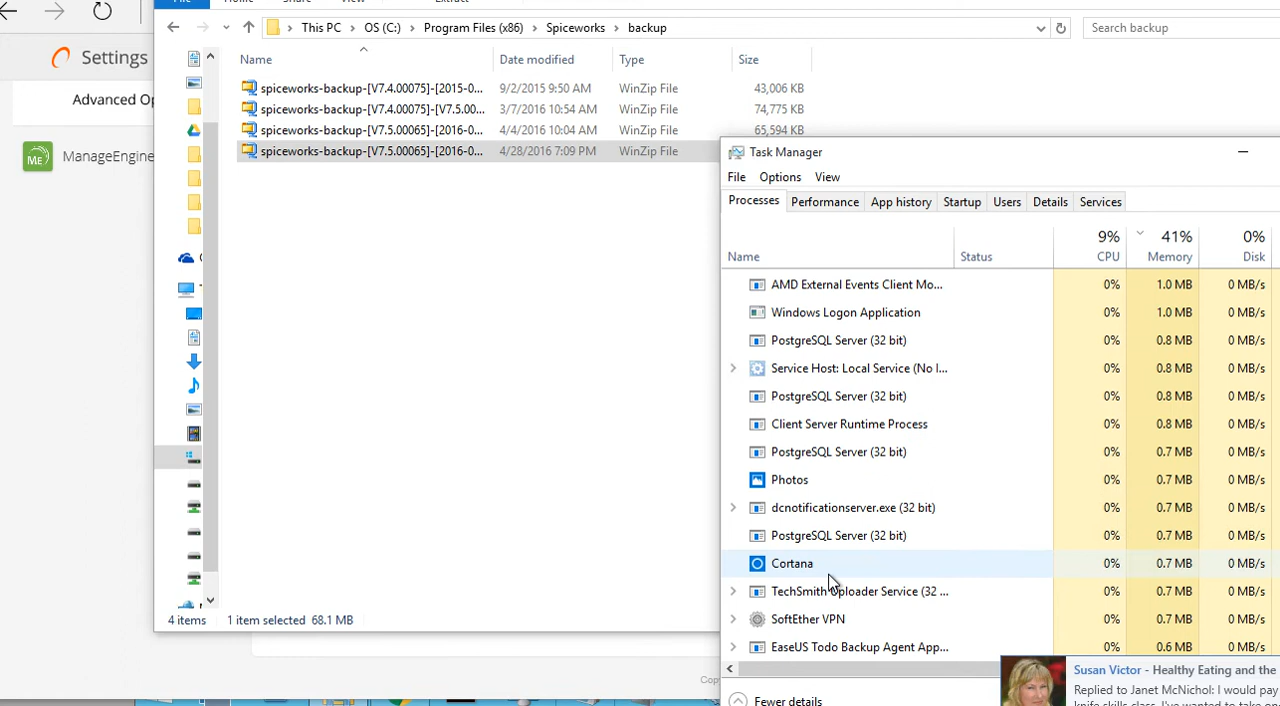 File Home Share View Extract
This PC > OS (C:) > Program Files (x86) > Spiceworks > backup
Search backup
Settings
Advanced Op
ME ManageEngine
Name Date modified Type Size
spiceworks-backup-[V7.4.00075]-[2015-0... 9/2/2015 9:50 AM WinZip File 43,006 KB
spiceworks-backup-[V7.4.00075]-[V7.5.00... 3/7/2016 10:54 AM WinZip File 74,775 KB
spiceworks-backup-[V7.5.00065]-[2016-0... 4/4/2016 10:04 AM WinZip File 65,594 KB
spiceworks-backup-[V7.5.00065]-[2016-0... 4/28/2016 7:09 PM WinZip File
4 items 1 item selected 68.1 MB
Task Manager
File Options View
Processes Performance App history Startup Users Details Services
9% 41% 0%
Name Status CPU Memory Disk
AMD External Events Client Mo... 0% 1.0 MB 0 MB/s
Windows Logon Application 0% 1.0 MB 0 MB/s
PostgreSQL Server (32 bit) 0% 0.8 MB 0 MB/s
Service Host: Local Service (No I... 0% 0.8 MB 0 MB/s
PostgreSQL Server (32 bit) 0% 0.8 MB 0 MB/s
Client Server Runtime Process 0% 0.8 MB 0 MB/s
PostgreSQL Server (32 bit) 0% 0.7 MB 0 MB/s
Photos 0% 0.7 MB 0 MB/s
dcnotificationserver.exe (32 bit) 0% 0.7 MB 0 MB/s
PostgreSQL Server (32 bit) 0% 0.7 MB 0 MB/s
Cortana 0% 0.7 MB 0 MB/s
TechSmith Uploader Service (32 ... 0% 0.7 MB 0 MB/s
SoftEther VPN 0% 0.7 MB 0 MB/s
EaseUS Todo Backup Agent App... 0% 0.6 MB 0 MB/s
Fewer details
Susan Victor - Healthy Eating and the
Replied to Janet McNichol: I would pay
Cop